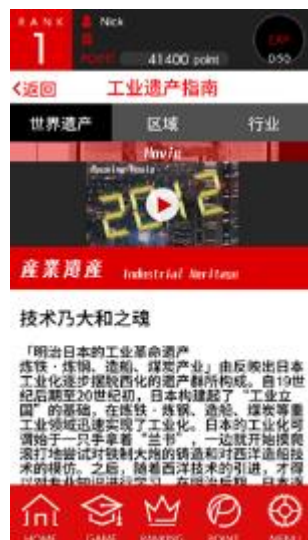 RANK
1
Nick
41400 point
EXP
0/50
返回
工业遗产指南
世界遗产
区域
行业
Movie
Opening Movie
2012
産業遺産 Industrial Heritage
技术乃大和之魂
「明治日本的工业革命遗产
炼铁・炼钢、造船、煤炭产业」由反映出日本
工业化逐步摆脱西化的遗产群所构成。自19世
纪后期至20世纪初，日本构建起了“工业立
国”的基础，在炼铁・炼钢、造船、煤炭等重
工业领域迅速实现了工业化。日本的工业化可
谓始于一只手拿着“兰书”，一边就开始摸爬
滚打地尝试对铁制大炮的铸造和对西洋造船技
术的模仿。之后，随着西洋技术的引进，才得
HOME
GAME
RANKING
POINT
MENU